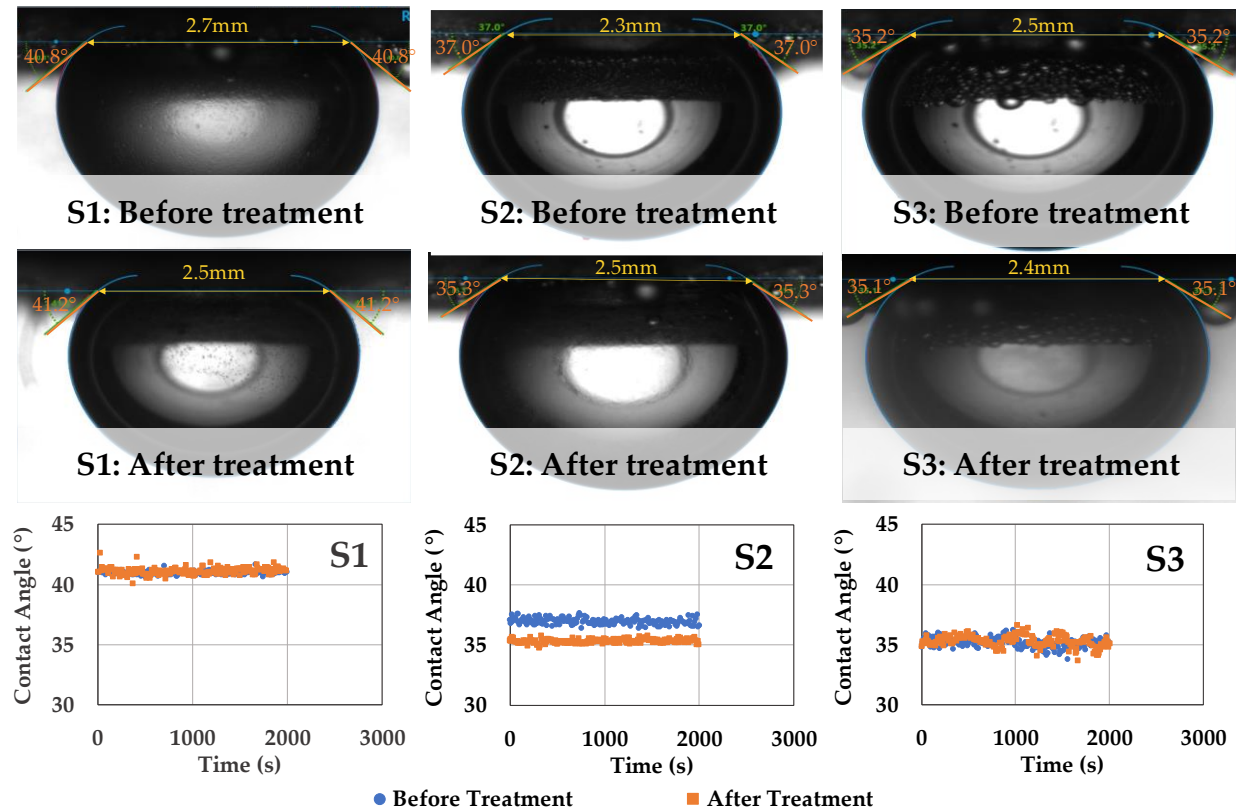 R
2.7mm
40.8°
40.8°
2.3mm
37.0°
37.0°
37.0°
37.0°
2.5mm
35.2°
35.2°
35.2
S1: Before treatment
S2: Before treatment
S3: Before treatment
2.5mm
41.2°
41.2°
2.5mm
35.3°
35.3°
2.4mm
35.1°
35.1°
S1: After treatment
S2: After treatment
S3: After treatment
Contact Angle (°)
45
40
35
30
S1
0 1000 2000 3000
Time (s)
Contact Angle (°)
45
40
35
30
S2
0 1000 2000 3000
Time (s)
Contact Angle (°)
45
40
35
30
S3
0 1000 2000 3000
Time (s)
Before Treatment
After Treatment